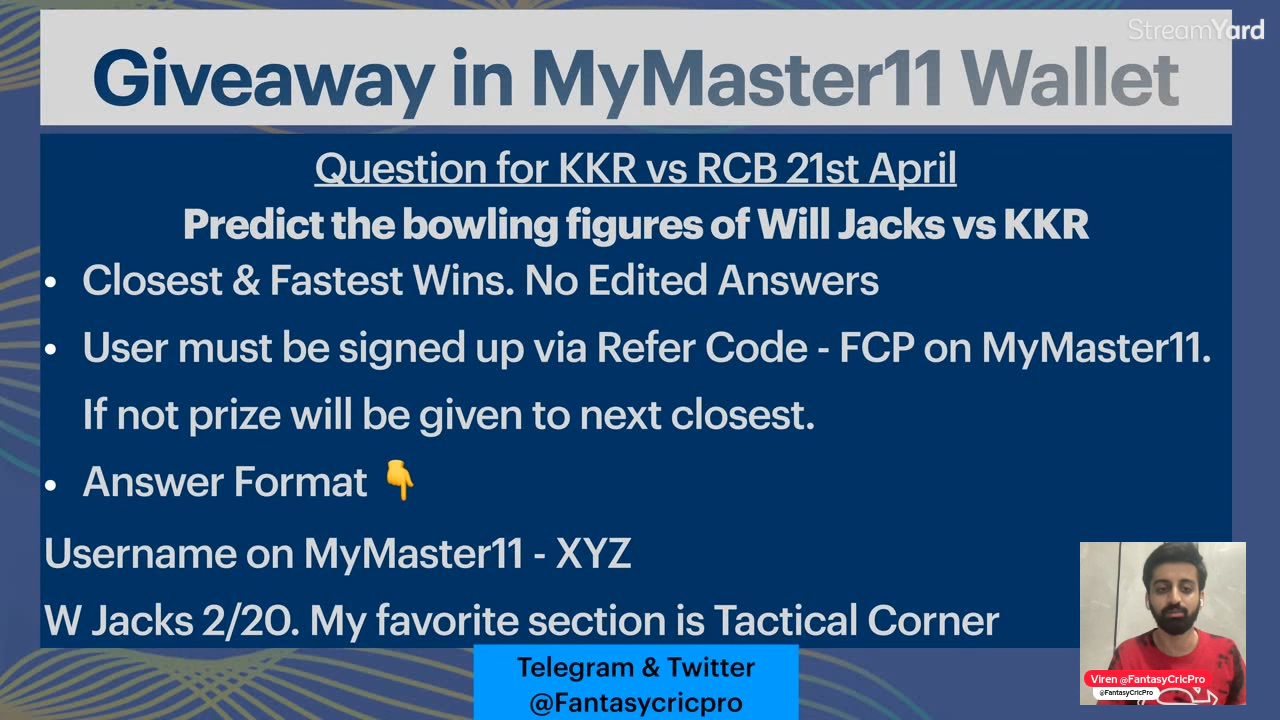 StreamYard
Giveaway in MyMaster11 Wallet
Question for KKR vs RCB 21st April
Predict the bowling figures of Will Jacks vs KKR
• Closest & Fastest Wins. No Edited Answers
• User must be signed up via Refer Code - FCP on MyMaster11.
If not prize will be given to next closest.
• Answer Format 👇
Username on MyMaster11 - XYZ
W Jacks 2/20. My favorite section is Tactical Corner
Telegram & Twitter
@Fantasycricpro
Viren @FantasyCricPro
@FantasyCricPro